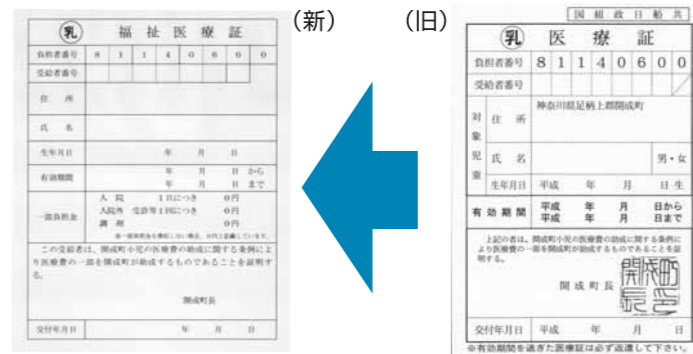 （新）
乳 福祉医療証
負担者番号 8 1 1 4 0 6 0 0
受給者番号
住 所
氏 名
生年月日 年 月 日
有効期間 年 月 日から
年 月 日まで
一部負担金 入 院 1日につき 0円
入院外 受診等1回につき 0円
調 剤 0円
この受給者は、開成町小児の医療費の助成に関する条例によ
り医療費の一部を開成町が助成するものであることを証明す
る。
開成町長
交付年月日 年 月 日
（旧）
国 組 政 日 船 共
乳 医療証
負担者番号 8 1 1 4 0 6 0 0
受給者番号
対象児童
住 所 神奈川県足柄上郡開成町
氏 名 男・女
生年月日 平成 年 月 日生
有効期間 平成 年 月 日から
平成 年 月 日まで
上記の者は、開成町小児の医療費の助成に関する条例に
より医療費の一部を開成町が助成するものであることを証
明する。
開成町長
開成町長之印
交付年月日 平成 年 月 日
※有効期間を過ぎた医療証は必ず返還して下さい。